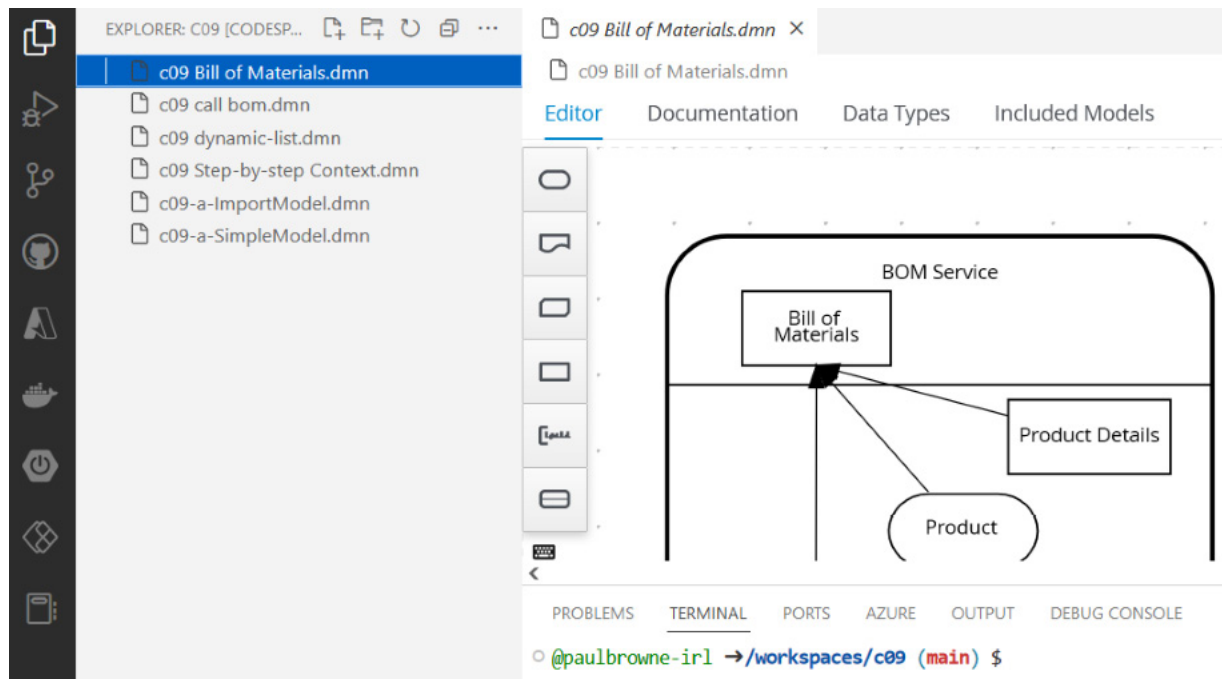 EXPLORER: C09 [CODESP...
c09 Bill of Materials.dmn
c09 call bom.dmn
c09 dynamic-list.dmn
c09 Step-by-step Context.dmn
c09-a-ImportModel.dmn
c09-a-SimpleModel.dmn
c09 Bill of Materials.dmn
c09 Bill of Materials.dmn
Editor Documentation Data Types Included Models
BOM Service
Bill of
Materials
Product Details
Product
PROBLEMS TERMINAL PORTS AZURE OUTPUT DEBUG CONSOLE
@paulbrowne-irl ➜/workspaces/c09 (main) $